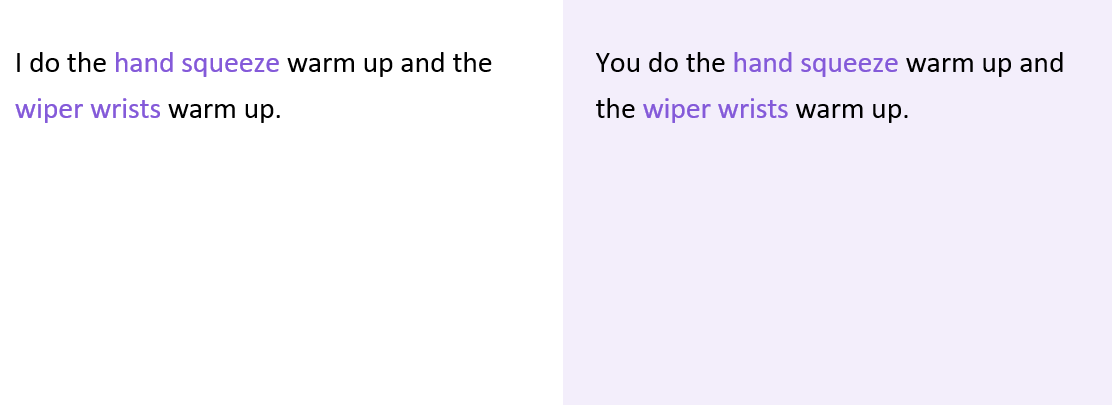 I do the hand squeeze warm up and the
wiper wrists warm up.
You do the hand squeeze warm up and
the wiper wrists warm up.